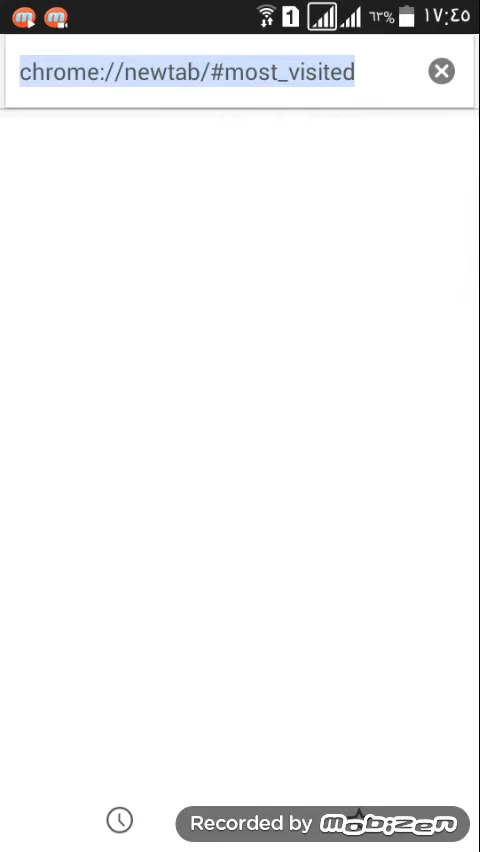 1 ٦٣% ١٧:٤٥
chrome://newtab/#most_visited
Recorded by mobizen